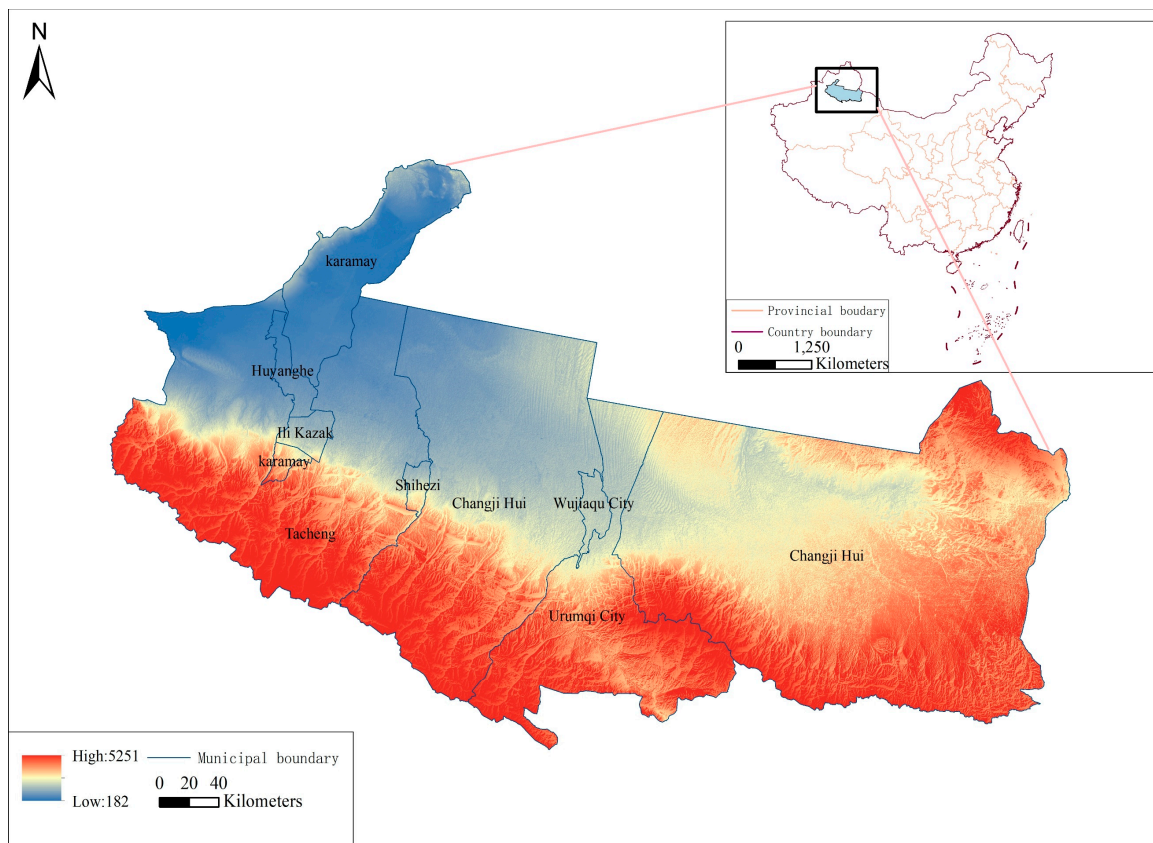 N
karamay
Huyanghe
Ili Kazak
karamay
Shihezi
Changji Hui
Wujiaqu City
Tacheng
Changji Hui
Urumqi City
Provincial boudary
Country boundary
0 1,250
Kilometers
High:5251
Low:182
Municipal boundary
0 20 40
Kilometers